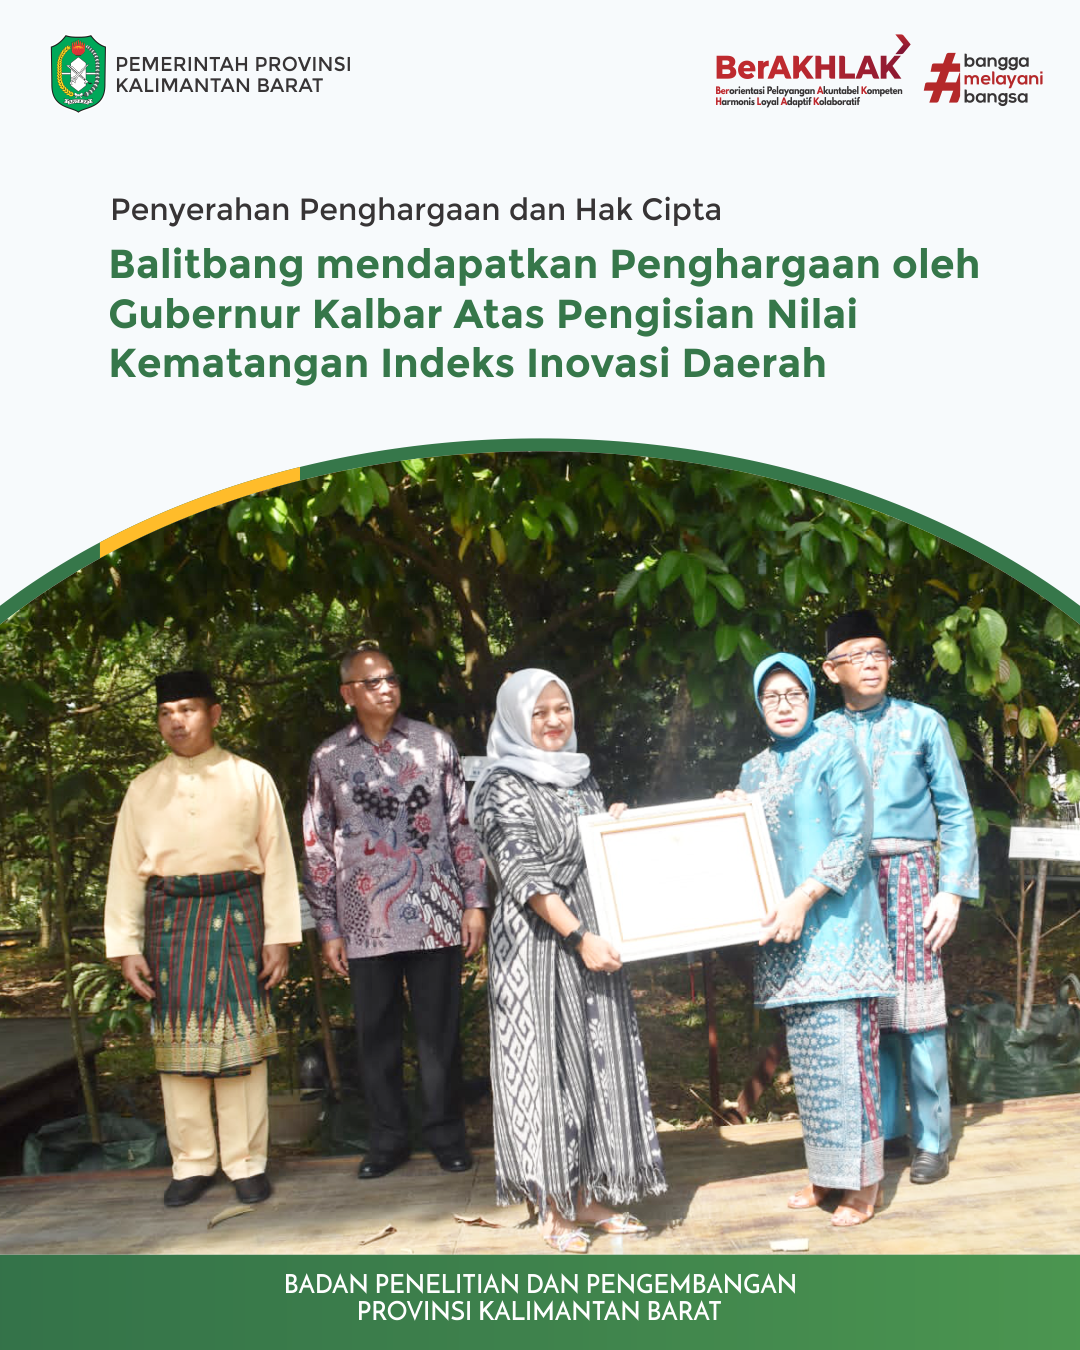 PEMERINTAH PROVINSI
KALIMANTAN BARAT
BerAKHLAK
Berorientasi Pelayangan Akuntabel Kompeten
Harmonis Loyal Adaptif Kolaboratif
#bangga
melayani
bangsa
Penyerahan Penghargaan dan Hak Cipta
Balitbang mendapatkan Penghargaan oleh
Gubernur Kalbar Atas Pengisian Nilai
Kematangan Indeks Inovasi Daerah
BADAN PENELITIAN DAN PENGEMBANGAN
PROVINSI KALIMANTAN BARAT